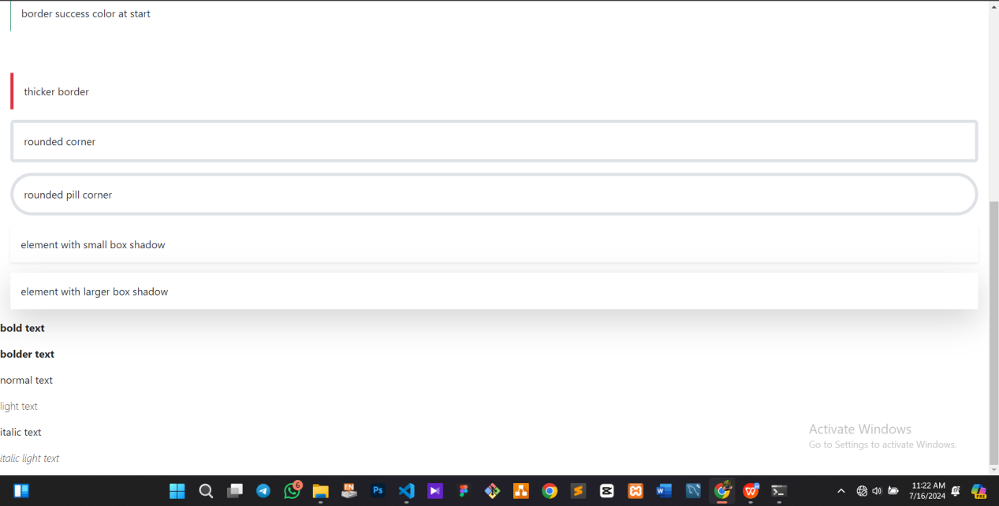 border success color at start
thicker border
rounded corner
rounded pill corner
element with small box shadow
element with larger box shadow
bold text
bolder text
normal text
light text
italic text
italic light text
Activate Windows
Go to Settings to activate Windows.
6
EN
Ps
W
W
11:22 AM
7/16/2024
PRE